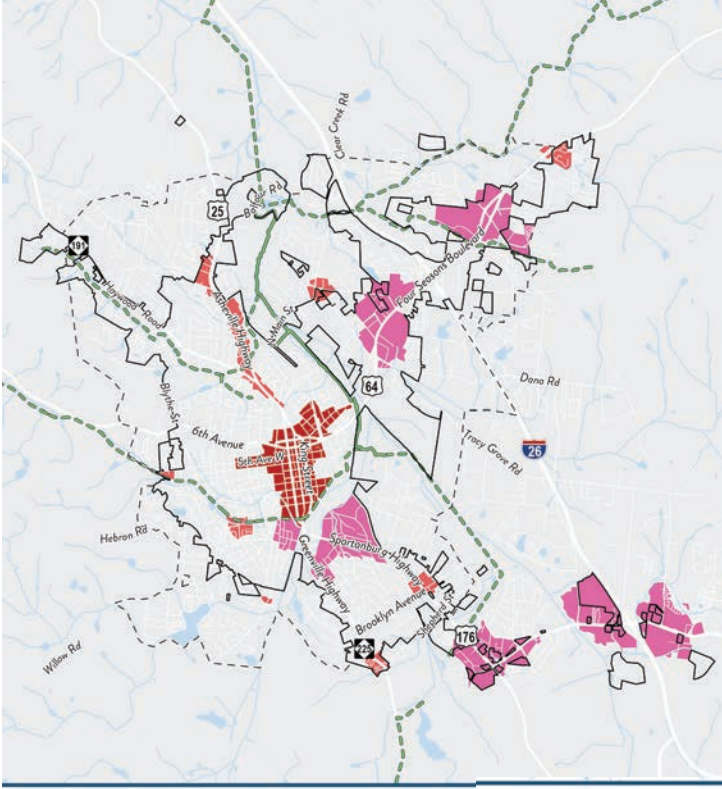 Clear Creek Rd
25
Balfour Rd
191
Four Seasons Boulevard
Haywood Road
Asheville Highway
N Main St
64
Dana Rd
Blythe St
6th Avenue
Tracy Grove Rd
26
5th Ave W
King Street
Hebron Rd
Spartanburg Highway
Greenville Highway
Brooklyn Avenue
Shepherd St
176
225
Willow Rd